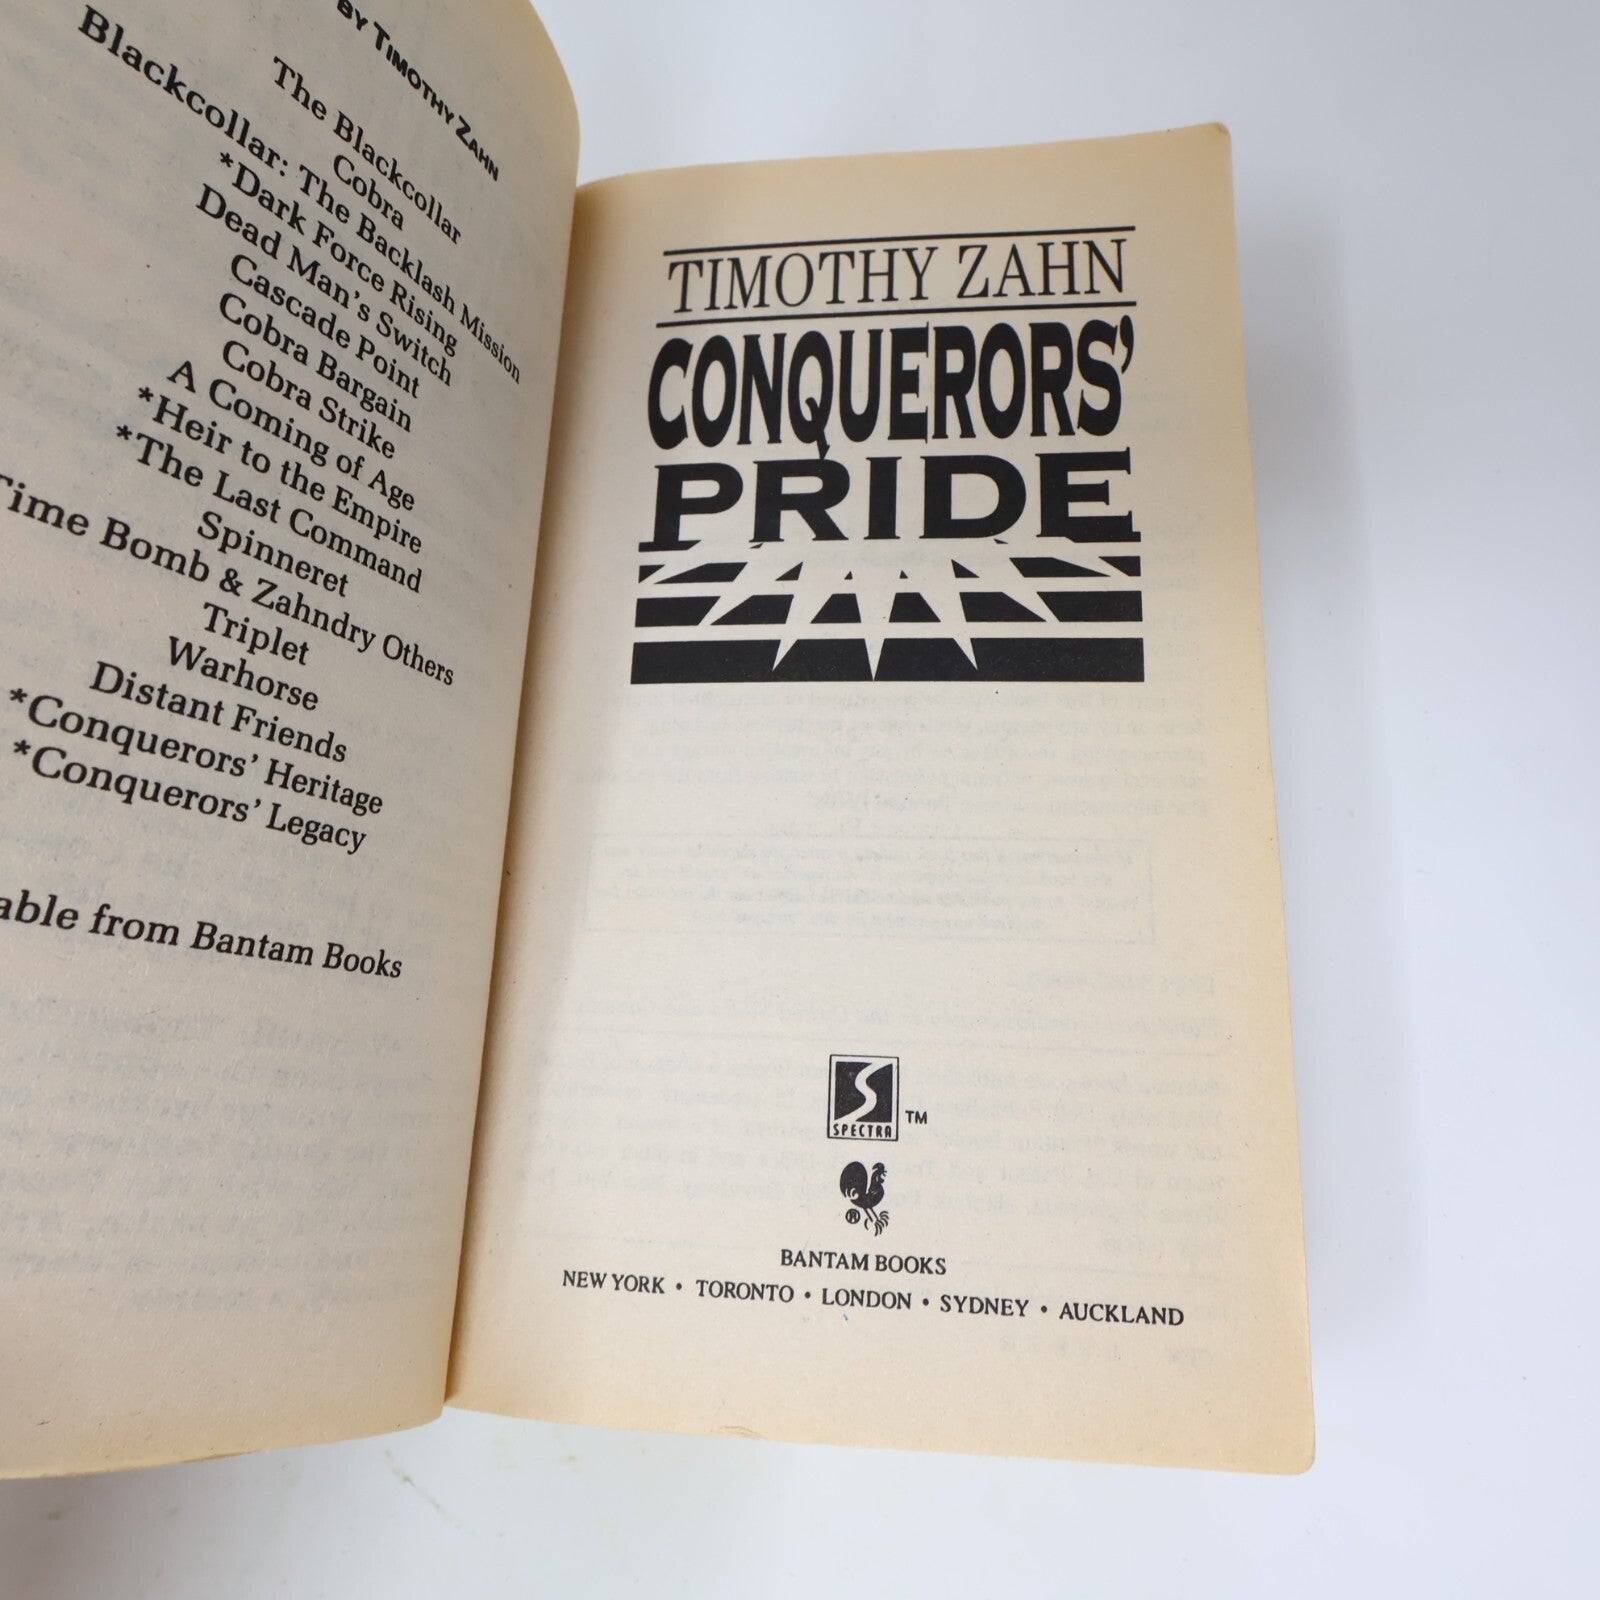 BY TIMOTHY ZAHN
The Blackcollar
Cobra
Blackcollar: The Backlash Mission
*Dark Force Rising
Dead Man's Switch
Cascade Point
Cobra Bargain
Cobra Strike
A Coming of Age
*Heir to the Empire
*The Last Command
Spinneret
Time Bomb & Zahndry Others
Triplet
Warhorse
Distant Friends
*Conquerors' Heritage
*Conquerors' Legacy
able from Bantam Books
TIMOTHY ZAHN
CONQUERORS'
PRIDE
S
SPECTRA TM
®
BANTAM BOOKS
NEW YORK • TORONTO • LONDON • SYDNEY • AUCKLAND